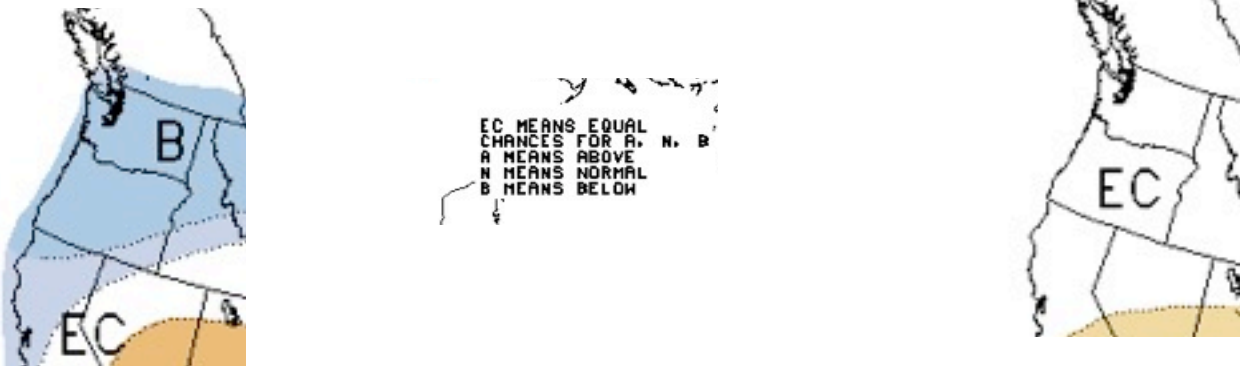 B
EC
EC MEANS EQUAL
CHANCES FOR A, N, B
A MEANS ABOVE
N MEANS NORMAL
B MEANS BELOW
EC